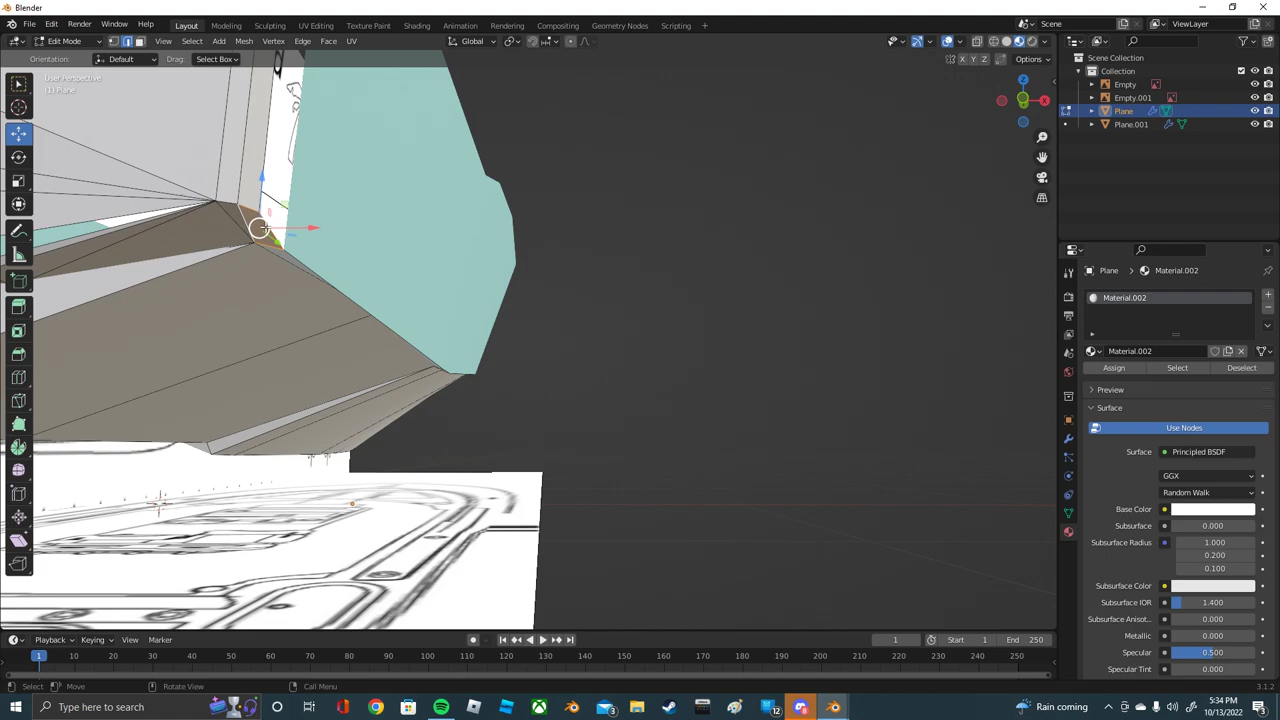 Blender
File Edit Render Window Help Layout Modeling Sculpting UV Editing Texture Paint Shading Animation Rendering Compositing Geometry Nodes Scripting + Scene ViewLayer
Edit Mode View Select Add Mesh Vertex Edge Face UV Global
Orientation: Default Drag: Select Box X Y Z Options
User Perspective
(1) Plane
Z
X
Y
Scene Collection
Collection
Empty
Empty.001
Plane
Plane.001
Plane Material.002
Material.002
Material.002
Assign Select Deselect
Preview
Surface
Use Nodes
Surface Principled BSDF
GGX
Random Walk
Base Color
Subsurface 0.000
Subsurface Radius 1.000
0.200
0.100
Subsurface Color
Subsurface IOR 1.400
Subsurface Anisot... 0.000
Metallic 0.000
Specular 0.500
Specular Tint 0.000
Playback Keying View Marker 1 Start 1 End 250
1 10 20 30 40 50 60 70 80 90 100 110 120 130 140 150 160 170 180 190 200 210 220 230 240 250
Select Move Rotate View Call Menu 3.1.2
Type here to search 3 12 8 Rain coming 5:34 PM
10/13/2022 3